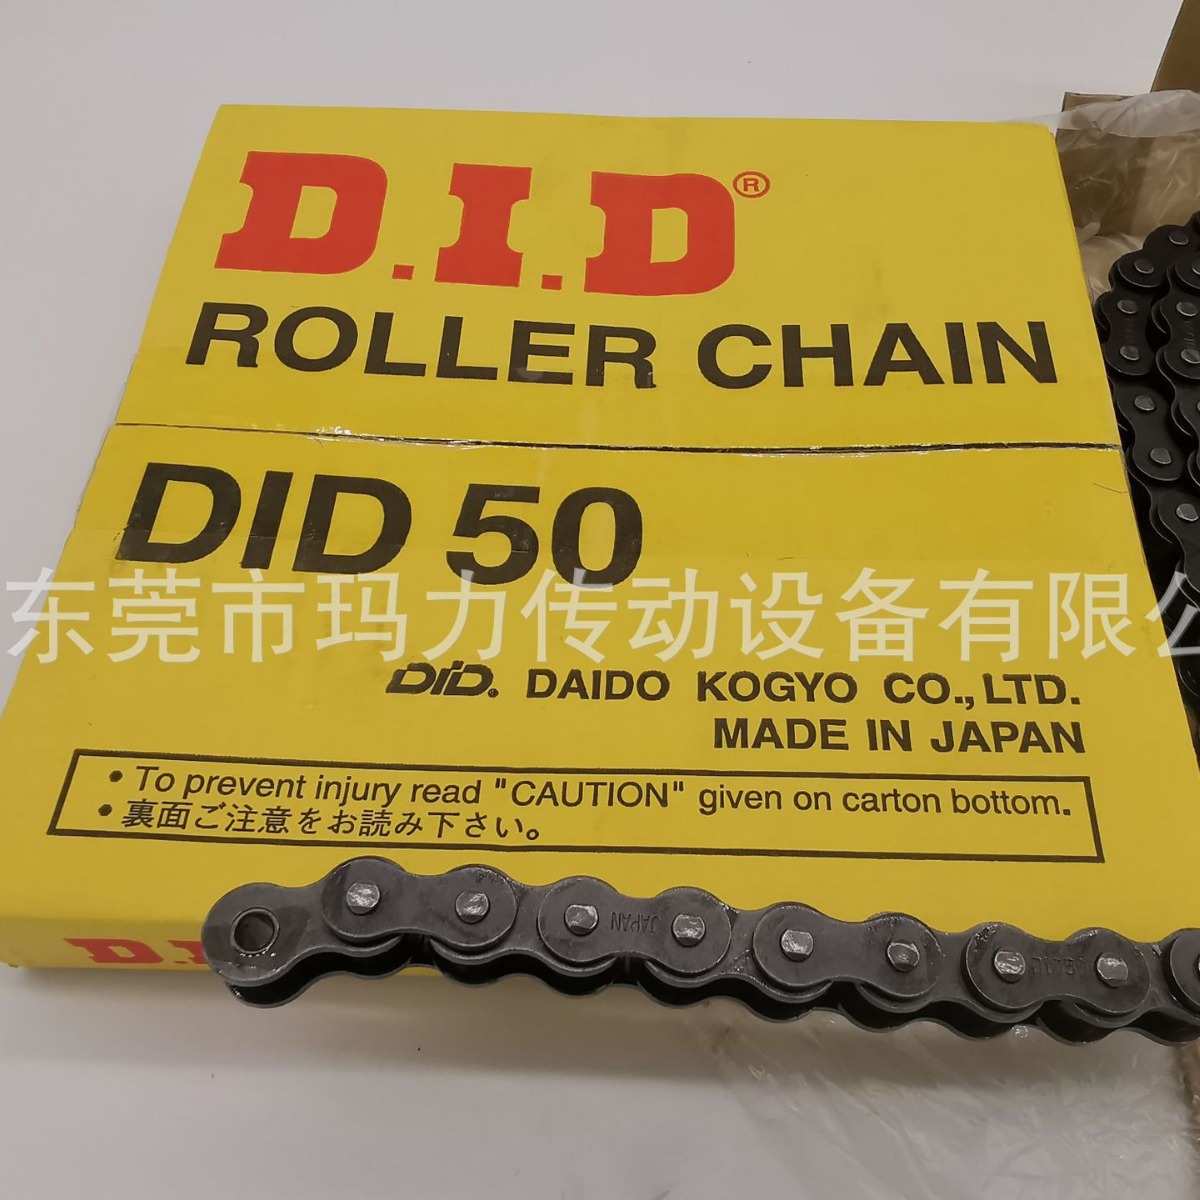 D.I.D®
ROLLER CHAIN
DID 50
东莞市玛力传动设备有限公
DID® DAIDO KOGYO CO., LTD.
MADE IN JAPAN
• To prevent injury read "CAUTION" given on carton bottom.
• 裏面ご注意をお読み下さい。
JAPAN
D.I.D